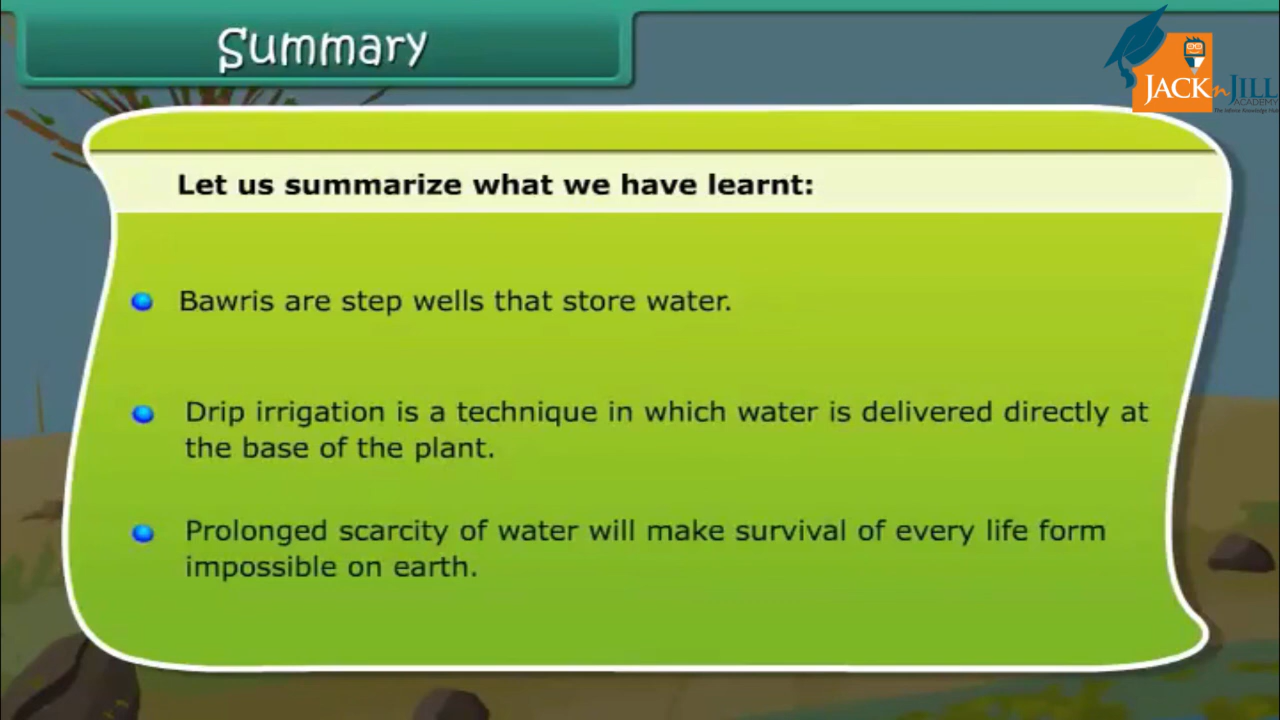 Summary
JACK n JILL
ACADEMY
Let us summarize what we have learnt:
Bawris are step wells that store water.
Drip irrigation is a technique in which water is delivered directly at
the base of the plant.
Prolonged scarcity of water will make survival of every life form
impossible on earth.